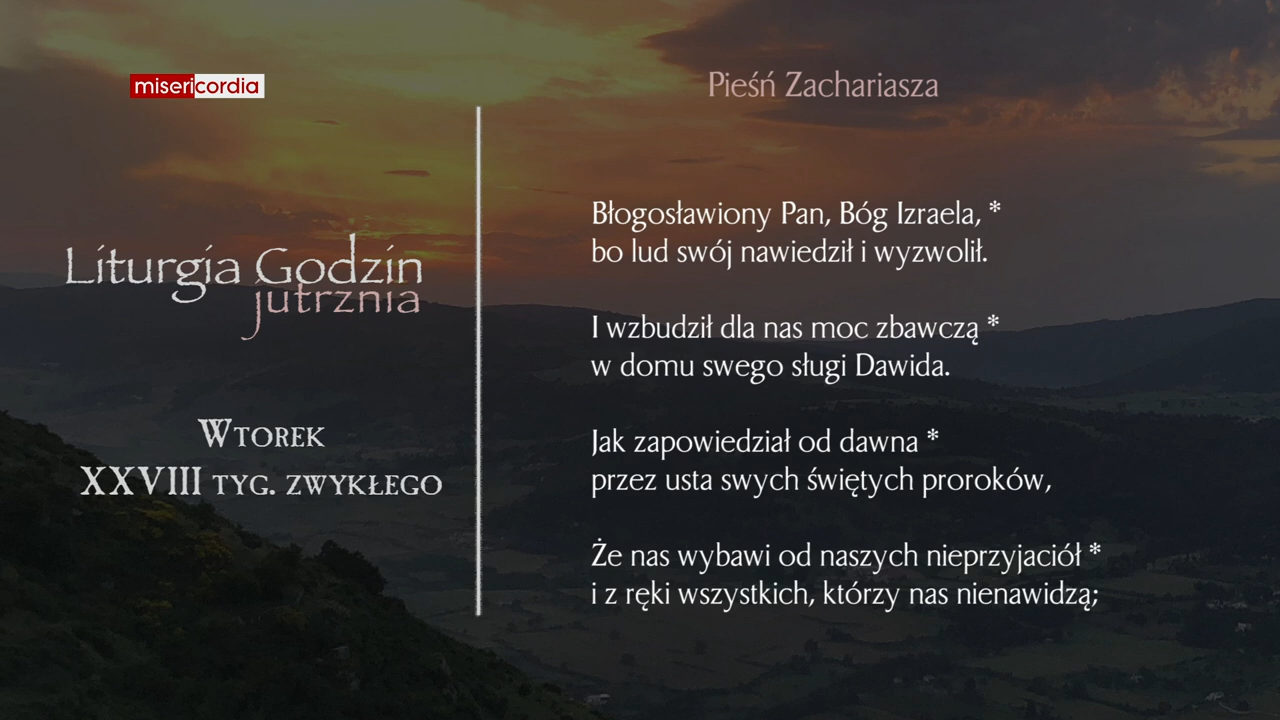 misericordia
Liturgia Godzin
jutrznia
Wtorek
XXVIII tyg. zwykłego
Pieśń Zachariasza
Błogosławiony Pan, Bóg Izraela, *
bo lud swój nawiedził i wyzwolił.
I wzbudził dla nas moc zbawczą *
w domu swego sługi Dawida.
Jak zapowiedział od dawna *
przez usta swych świętych proroków,
Że nas wybawi od naszych nieprzyjaciół *
i z ręki wszystkich, którzy nas nienawidzą;